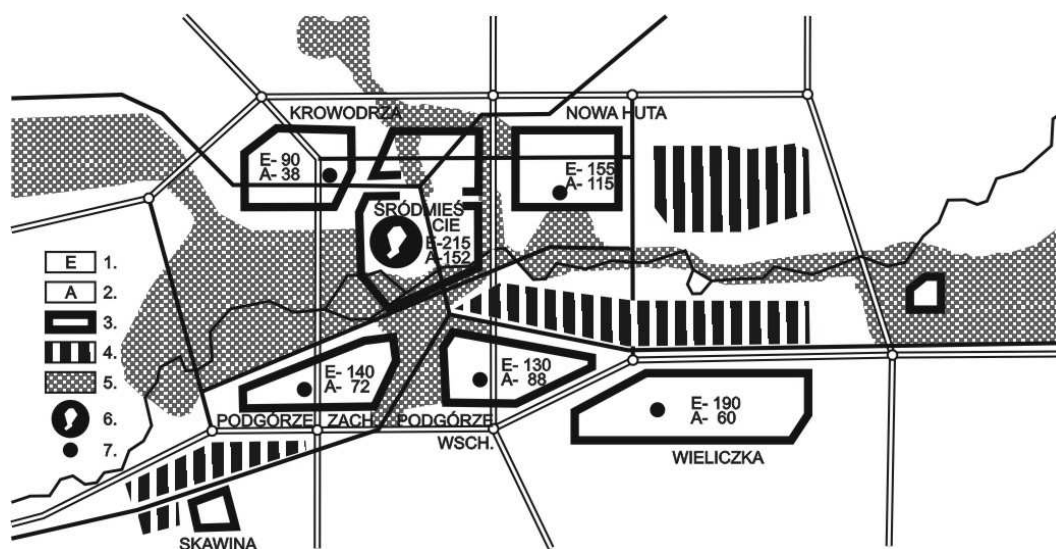 KROWODRZA
NOWA HUTA
E- 90
A- 38
E- 155
A- 115
ŚRÓDMIEŚ
CIE
E-215
A-152
E 1.
A 2.
3.
4.
5.
6.
7.
E- 140
A- 72
E- 130
A- 88
E- 190
A- 60
PODGÓRZE ZACH. PODGÓRZE
WSCH.
WIELICZKA
SKAWINA